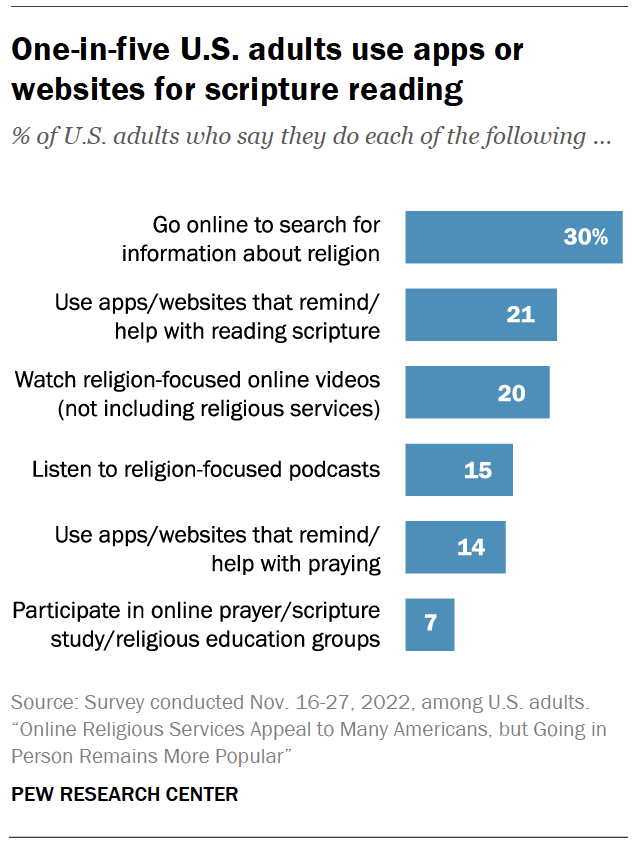 One-in-five U.S. adults use apps or
websites for scripture reading
% of U.S. adults who say they do each of the following ...
Go online to search for
information about religion
30%
Use apps/websites that remind/
help with reading scripture
21
Watch religion-focused online videos
(not including religious services)
20
Listen to religion-focused podcasts
15
Use apps/websites that remind/
help with praying
14
Participate in online prayer/scripture
study/religious education groups
7
Source: Survey conducted Nov. 16-27, 2022, among U.S. adults.
“Online Religious Services Appeal to Many Americans, but Going in
Person Remains More Popular”
PEW RESEARCH CENTER